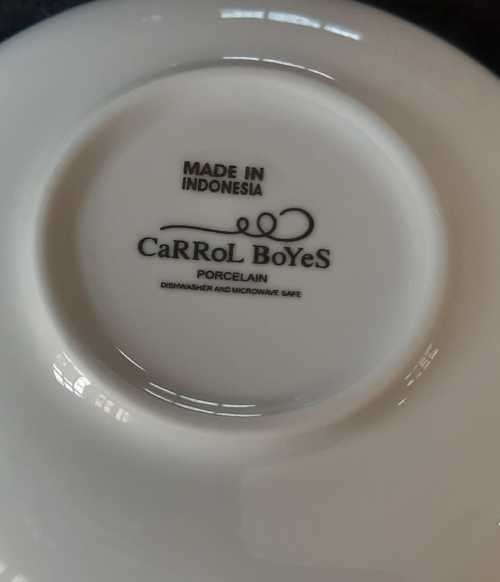 MADE IN
INDONESIA
CaRRoL BoYeS
PORCELAIN
DISHWASHER AND MICROWAVE SAFE